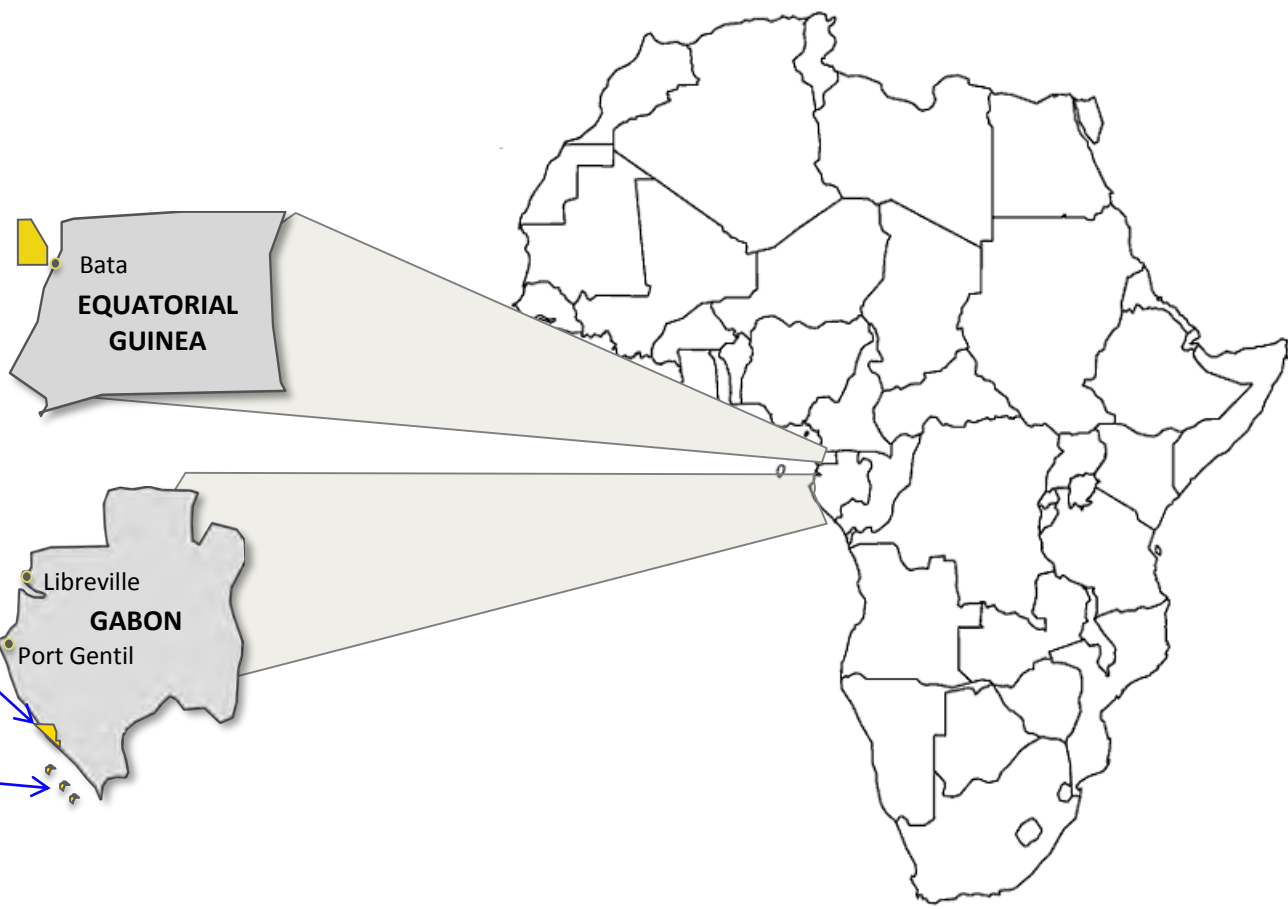 Bata
EQUATORIAL
GUINEA
Libreville
GABON
Port Gentil